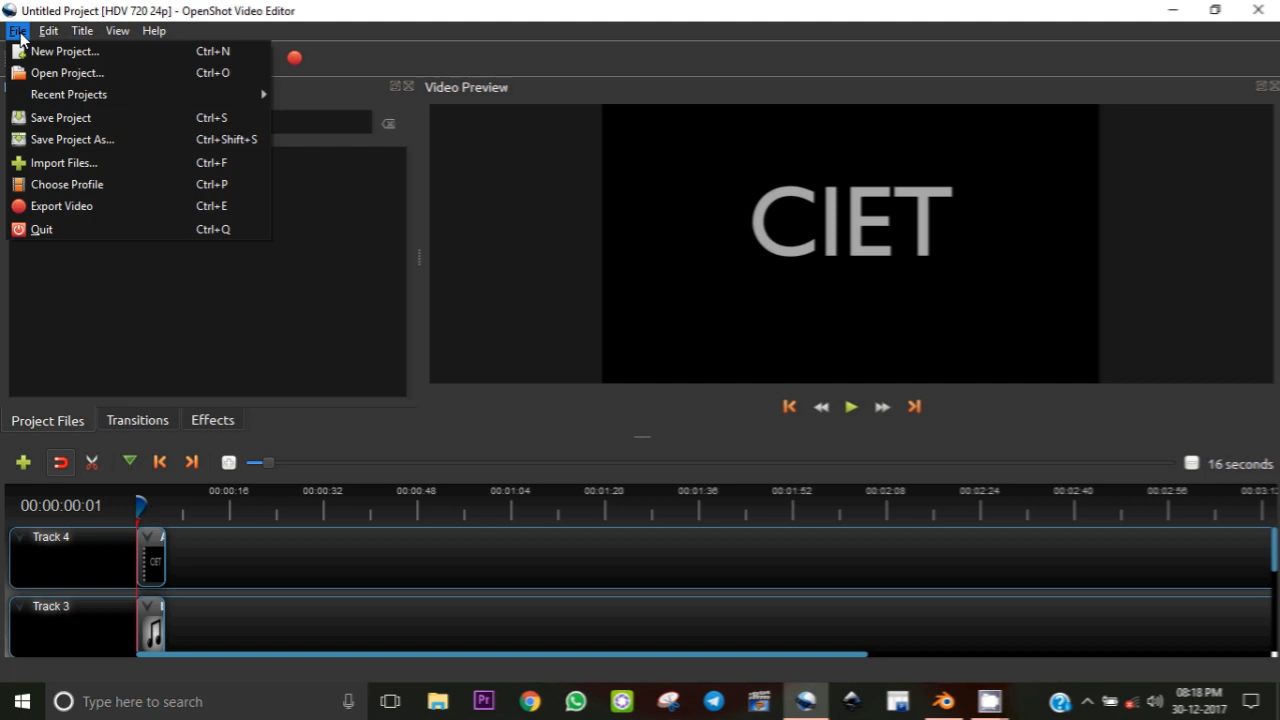 Untitled Project [HDV 720 24p] - OpenShot Video Editor
File Edit Title View Help
New Project... Ctrl+N
Open Project... Ctrl+O
Recent Projects
Save Project Ctrl+S
Save Project As... Ctrl+Shift+S
Import Files... Ctrl+F
Choose Profile Ctrl+P
Export Video Ctrl+E
Quit Ctrl+Q
Video Preview
CIET
Project Files Transitions Effects
16 seconds
00:00:00:01
00:00:16 00:00:32 00:00:48 00:01:04 00:01:20 00:01:36 00:01:52 00:02:08 00:02:24 00:02:40 00:02:56
Track 4
CIET
Track 3
Type here to search
Pr
08:18 PM
30-12-2017